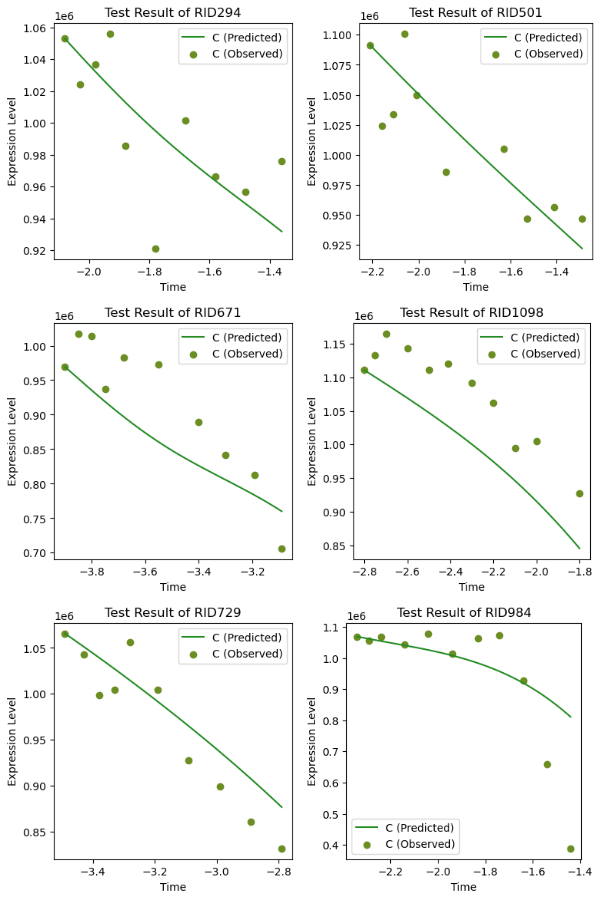 Test Result of RID294
1e6
Expression Level
1.06
1.04
1.02
1.00
0.98
0.96
0.94
0.92
C (Predicted)
C (Observed)
−2.0 −1.8 −1.6 −1.4
Time
Test Result of RID501
1e6
Expression Level
1.100
1.075
1.050
1.025
1.000
0.975
0.950
0.925
C (Predicted)
C (Observed)
−2.2 −2.0 −1.8 −1.6 −1.4
Time
Test Result of RID671
1e6
Expression Level
1.00
0.95
0.90
0.85
0.80
0.75
0.70
C (Predicted)
C (Observed)
−3.8 −3.6 −3.4 −3.2
Time
Test Result of RID1098
1e6
Expression Level
1.15
1.10
1.05
1.00
0.95
0.90
0.85
C (Predicted)
C (Observed)
−2.8 −2.6 −2.4 −2.2 −2.0 −1.8
Time
Test Result of RID729
1e6
Expression Level
1.05
1.00
0.95
0.90
0.85
C (Predicted)
C (Observed)
−3.4 −3.2 −3.0 −2.8
Time
Test Result of RID984
1e6
Expression Level
1.1
1.0
0.9
0.8
0.7
0.6
0.5
0.4
C (Predicted)
C (Observed)
−2.2 −2.0 −1.8 −1.6 −1.4
Time